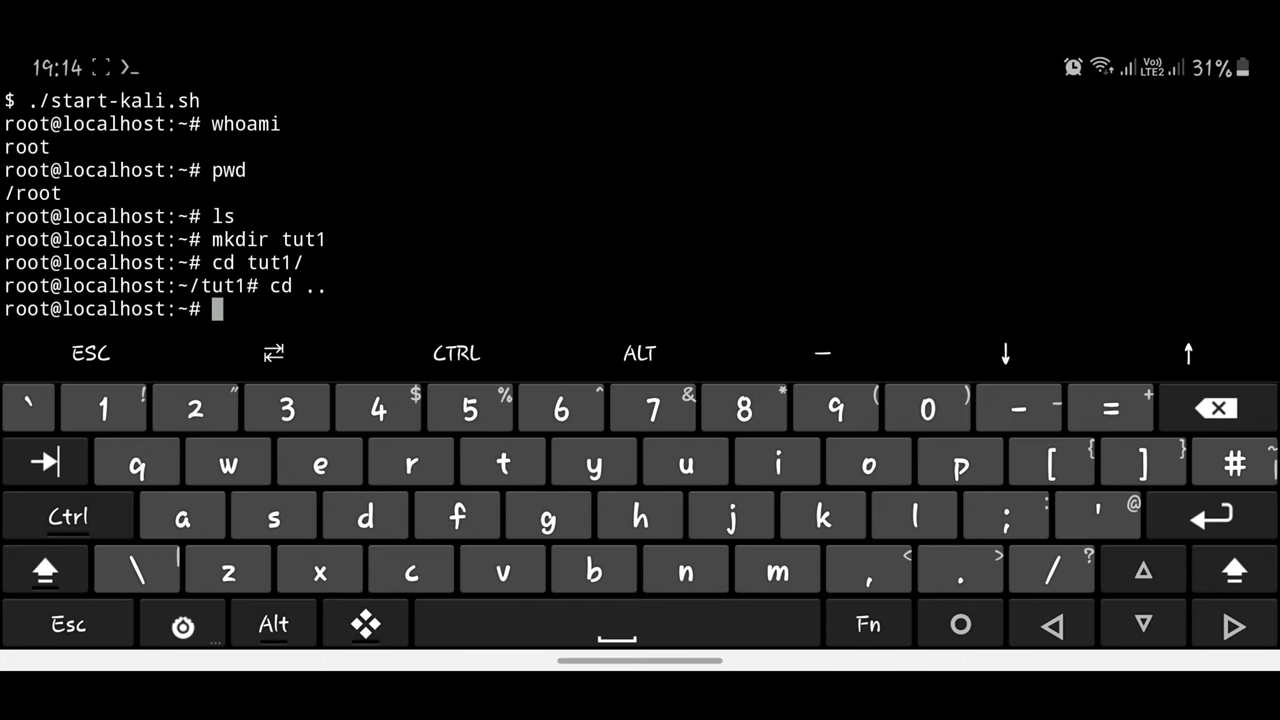 19:14 >_ Vo)) LTE2 31%
$ ./start-kali.sh
root@localhost:~# whoami
root
root@localhost:~# pwd
/root
root@localhost:~# ls
root@localhost:~# mkdir tut1
root@localhost:~# cd tut1/
root@localhost:~/tut1# cd ..
root@localhost:~#
ESC ⇄ CTRL ALT — ↓ ↑
` 1 ! 2 " 3 4 $ 5 % 6 ^ 7 & 8 * 9 ( 0 ) - _ = +
q w e r t y u i o p [ { ] } # ~
Ctrl a s d f g h j k l ; : ' @
\ | z x c v b n m , < . > / ?
Esc Alt Fn